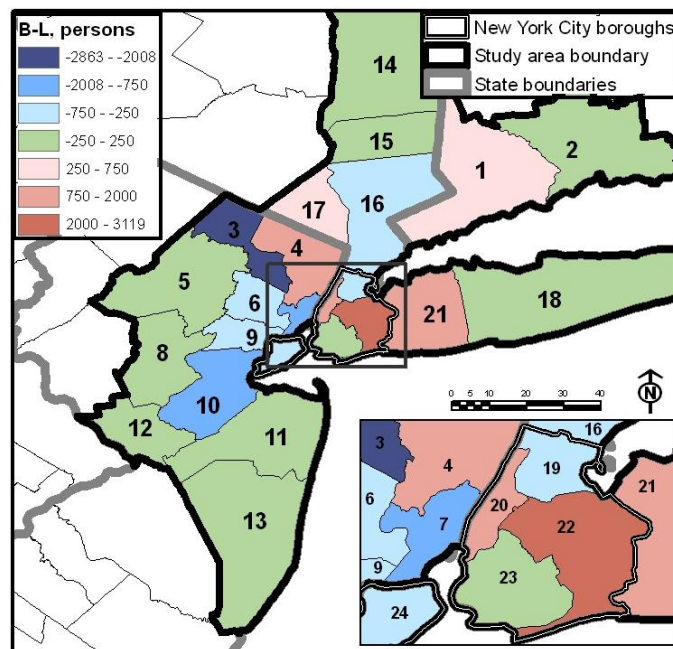 B-L, persons
-2863 - -2008
-2008 - -750
-750 - -250
-250 - 250
250 - 750
750 - 2000
2000 - 3119
New York City boroughs
Study area boundary
State boundaries
14
15
1
2
16
17
3
4
5
6
9
8
10
12
11
13
21
18
0 5 10 20 30 40
N
3
4
16
19
6
7
20
21
22
9
23
24